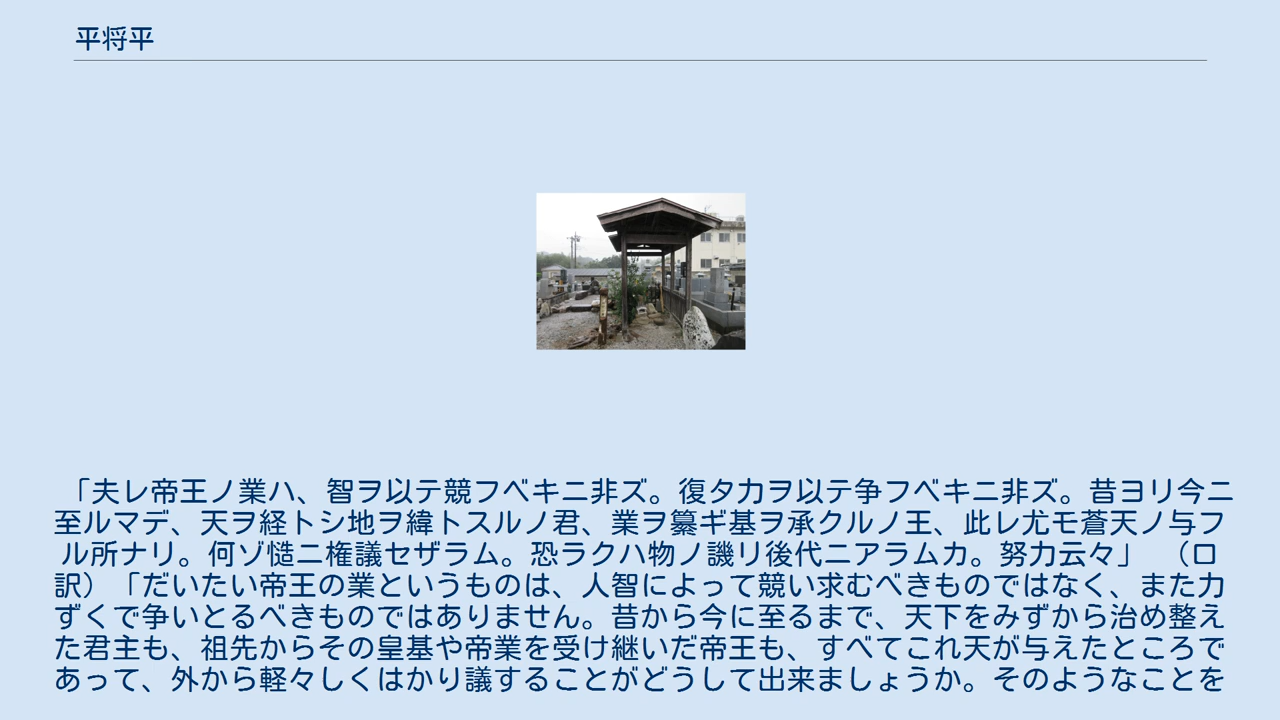 平将平
「夫レ帝王ノ業ハ、智ヲ以テ競フベキニ非ズ。復タ力ヲ以テ争フベキニ非ズ。昔ヨリ今ニ
至ルマデ、天ヲ経トシ地ヲ緯トスルノ君、業ヲ纂ギ基ヲ承クルノ王、此レ尤モ蒼天ノ与フ
ル所ナリ。何ゾ慥ニ権議セザラム。恐ラクハ物ノ譏リ後代ニアラムカ。努力云々」　（口
訳）「だいたい帝王の業というものは、人智によって競い求むべきものではなく、また力
ずくで争いとるべきものではありません。昔から今に至るまで、天下をみずから治め整え
た君主も、祖先からその皇基や帝業を受け継いだ帝王も、すべてこれ天が与えたところで
あって、外から軽々しくはかり議することがどうして出来ましょうか。そのようなことを